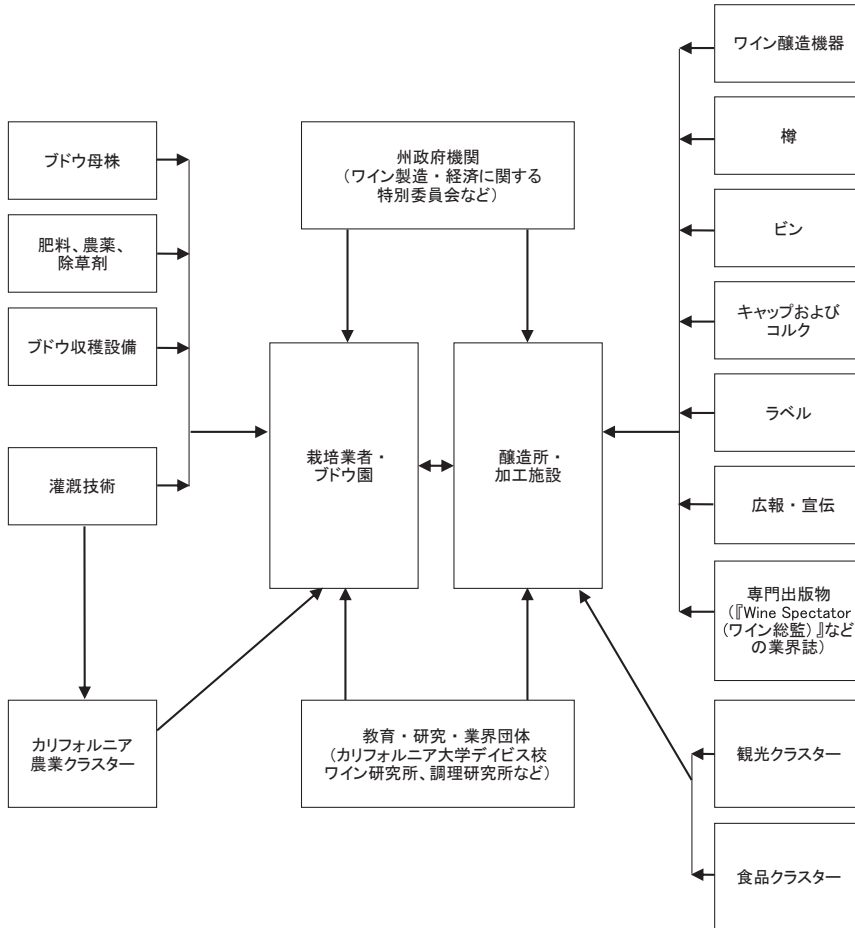 ワイン醸造機器
樽
ビン
キャップおよび
コルク
ラベル
広報・宣伝
専門出版物
(『Wine Spectator
(ワイン総監)』など
の業界誌)
観光クラスター
食品クラスター
州政府機関
(ワイン製造・経済に関する
特別委員会など)
栽培業者・
ブドウ園
醸造所・
加工施設
教育・研究・業界団体
(カリフォルニア大学デイビス校
ワイン研究所、調理研究所など)
ブドウ母株
肥料、農薬、
除草剤
ブドウ収穫設備
灌漑技術
カリフォルニア
農業クラスター